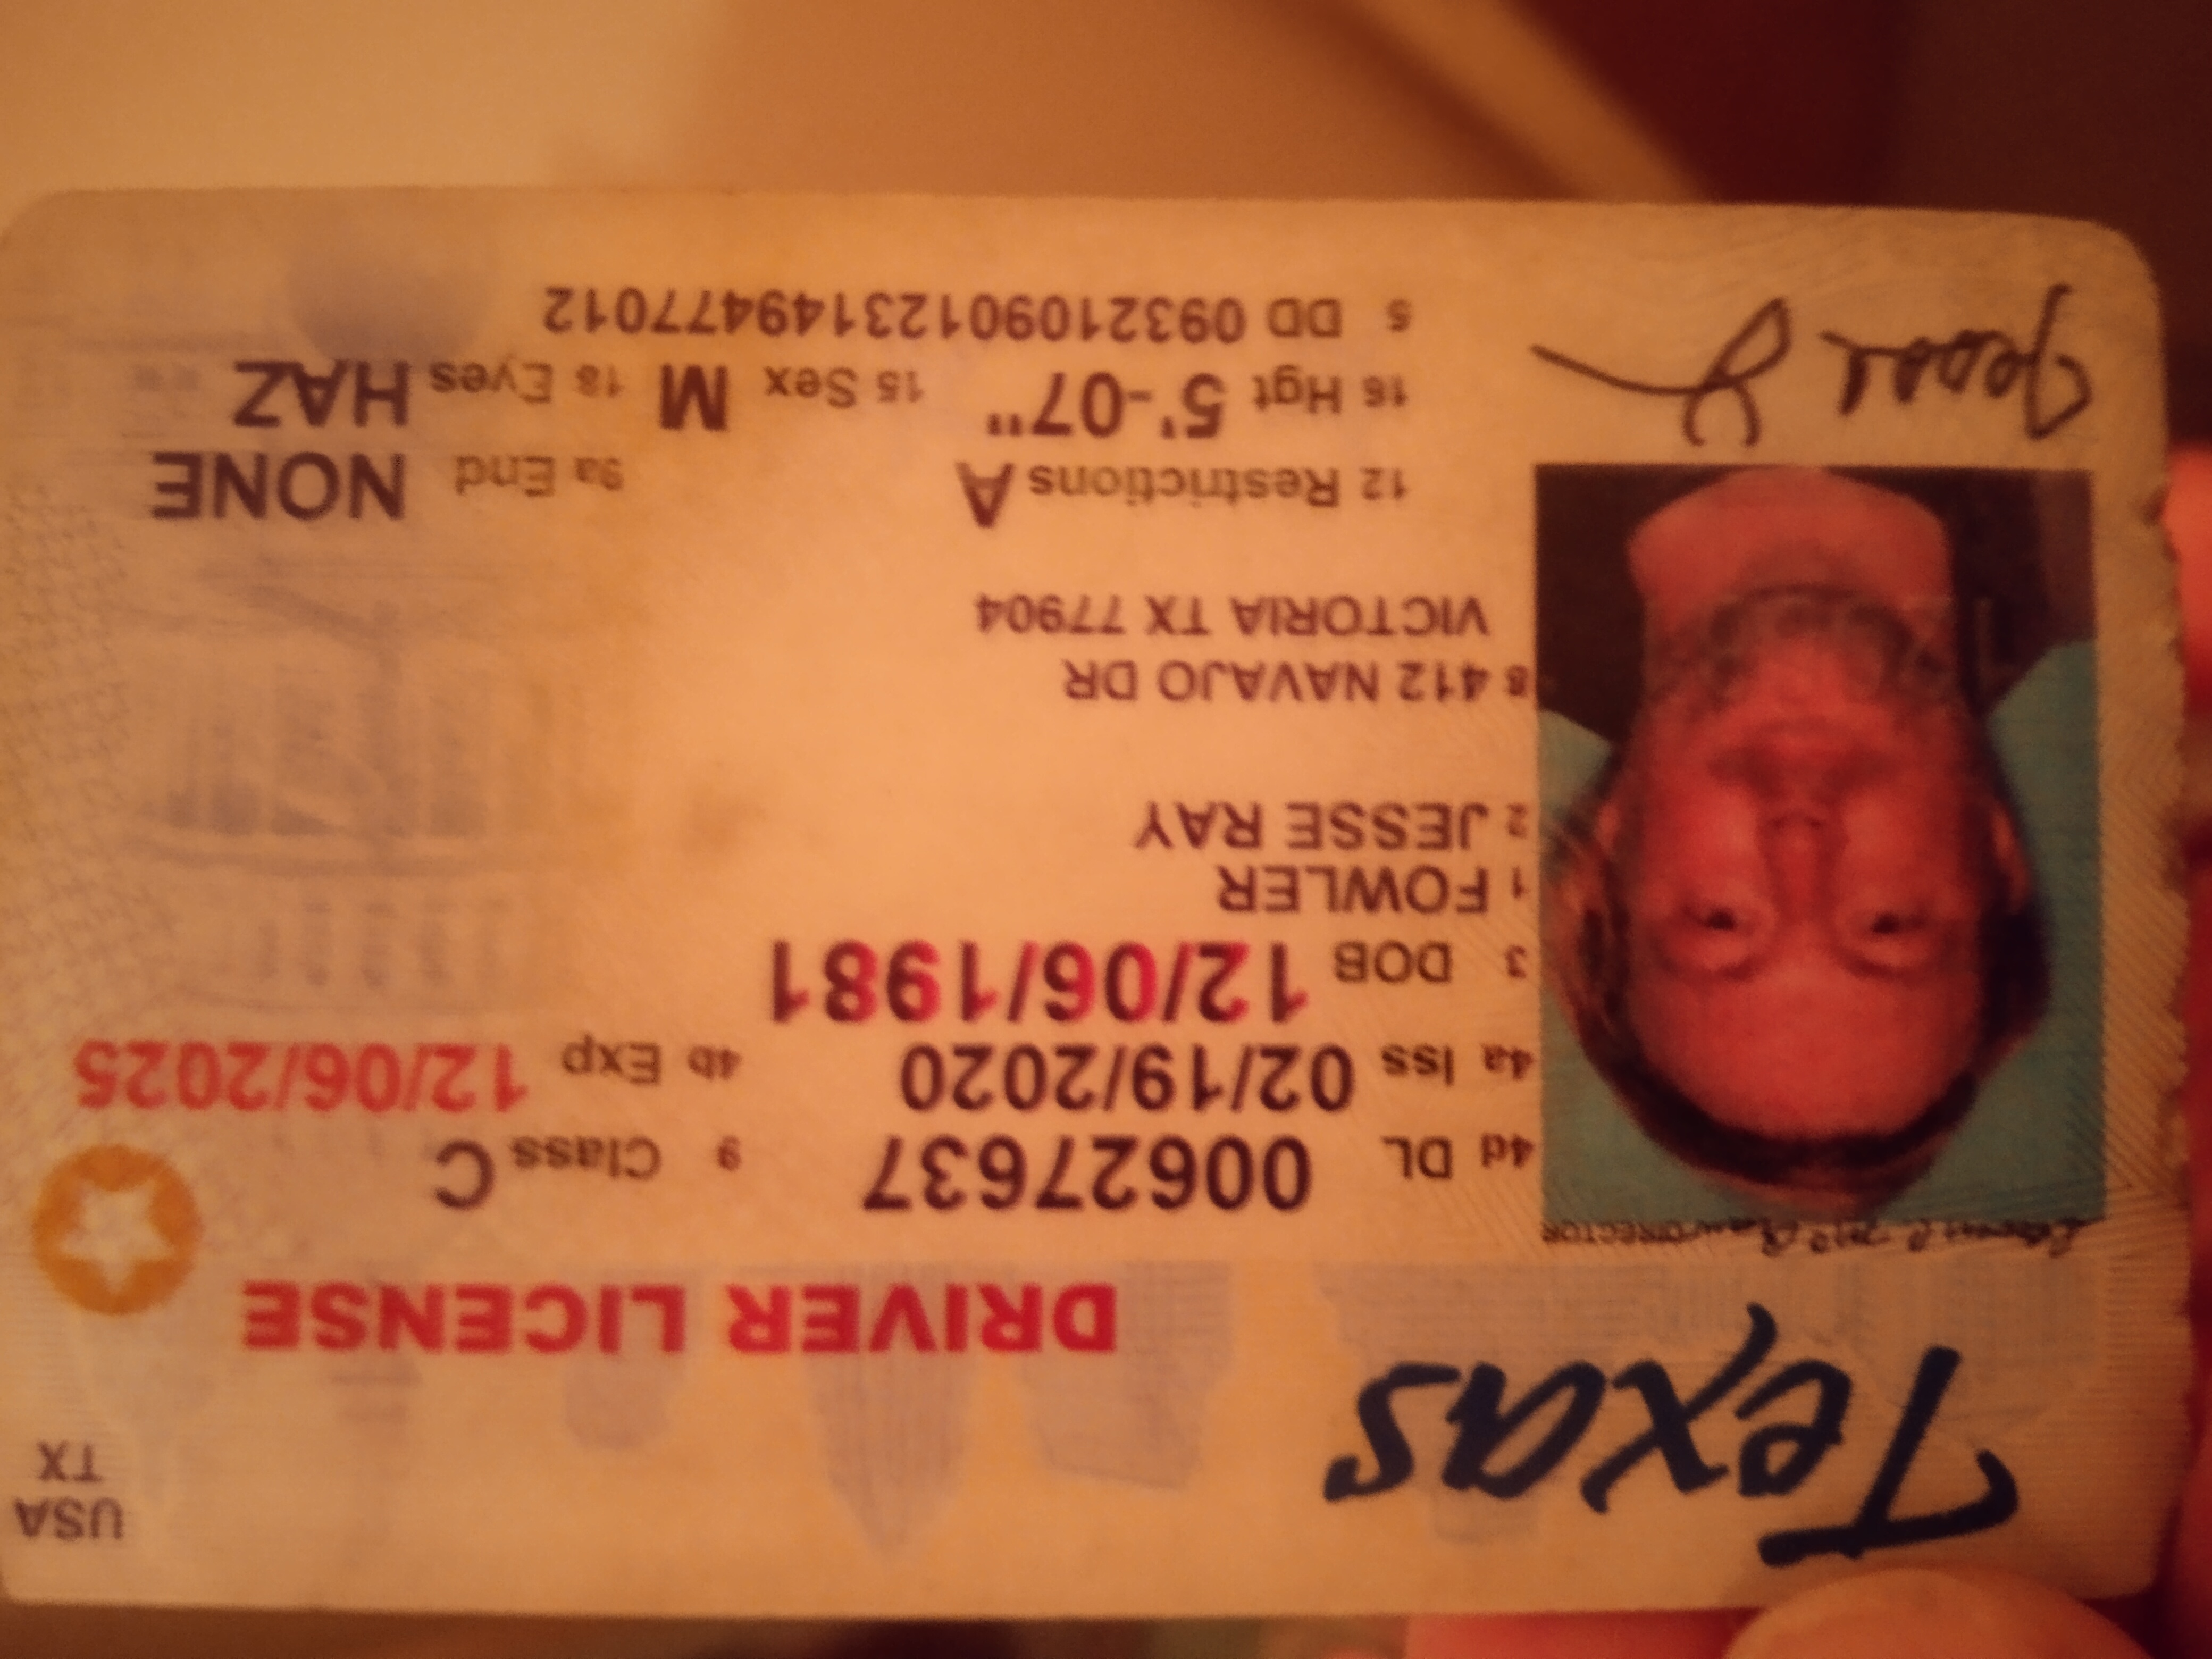 Texas
USA
TX
DRIVER LICENSE
DIRECTOR
4d DL 00627637 9 Class C
4a Iss 02/19/2020 4b Exp 12/06/2025
3 DOB 12/06/1981
1 FOWLER
2 JESSE RAY
8 412 NAVAJO DR
VICTORIA TX 77904
12 Restrictions A 9a End NONE
16 Hgt 5'-07" 15 Sex M 18 Eyes HAZ
5 DD 09321090123149477012